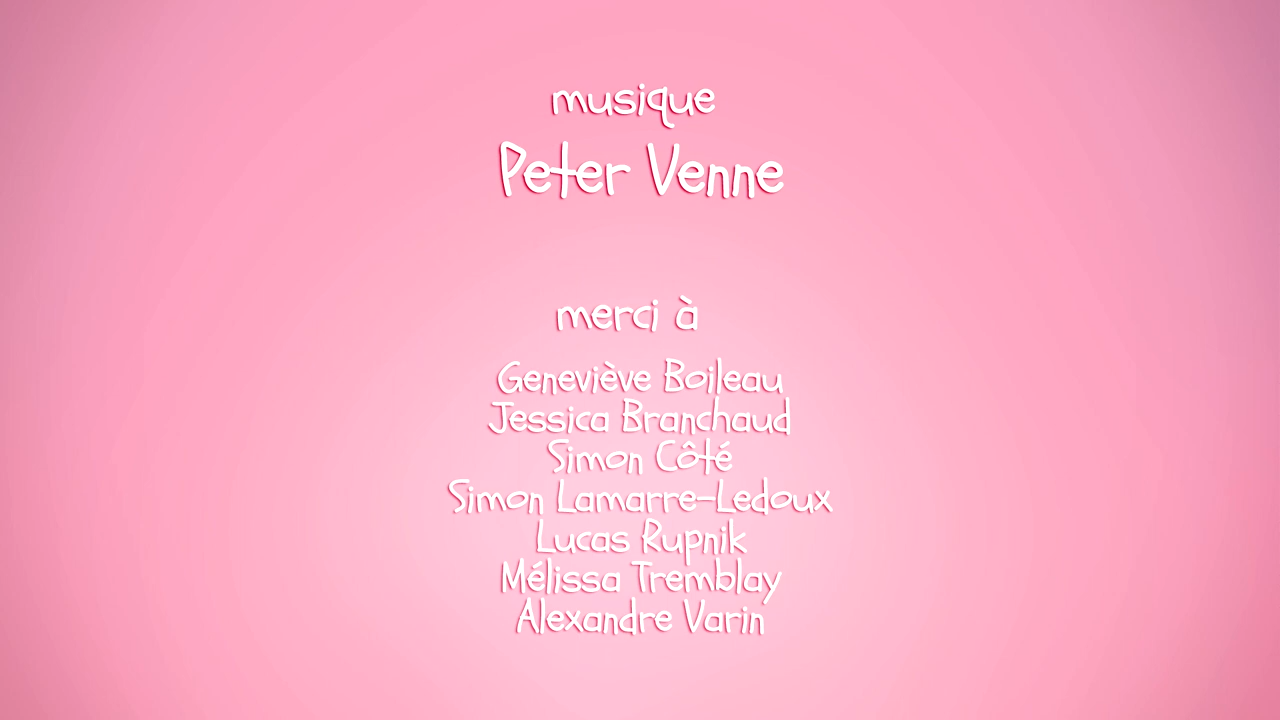 musique
Peter Venne
merci à
Geneviève Boileau
Jessica Branchaud
Simon Côté
Simon Lamarre-Ledoux
Lucas Rupnik
Mélissa Tremblay
Alexandre Varin